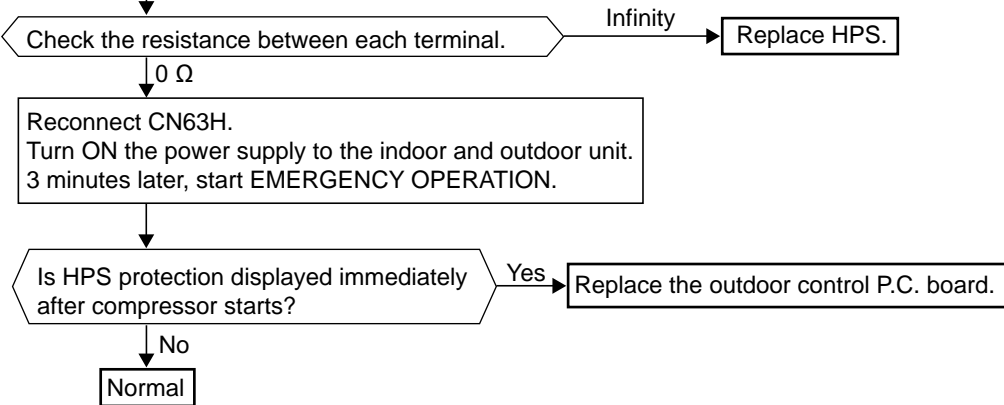 Check the resistance between each terminal.
Infinity
Replace HPS.
0 Ω
Reconnect CN63H.
Turn ON the power supply to the indoor and outdoor unit.
3 minutes later, start EMERGENCY OPERATION.
Is HPS protection displayed immediately
after compressor starts?
Yes
Replace the outdoor control P.C. board.
No
Normal